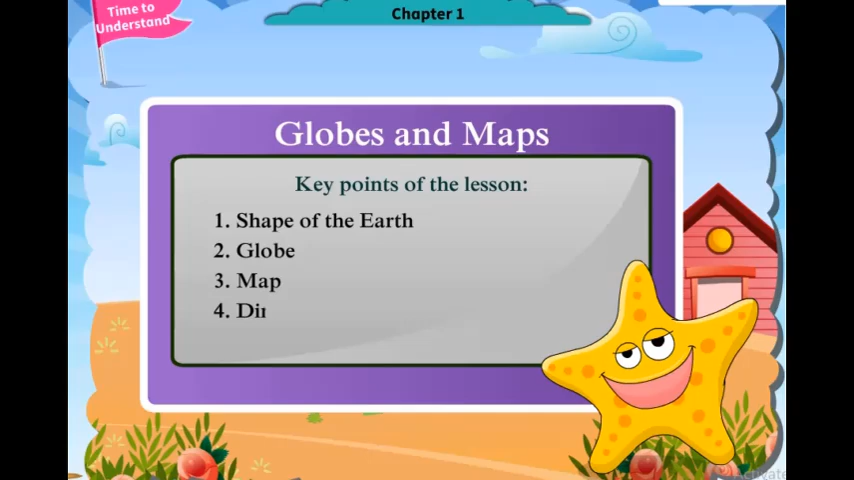 Time to
Understand
Chapter 1
Globes and Maps
Key points of the lesson:
1. Shape of the Earth
2. Globe
3. Map
4.